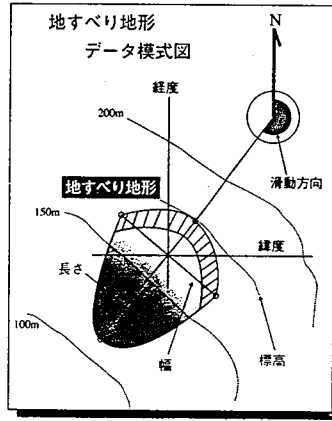 地すべり地形
データ模式図
N
経度
200m
滑動方向
地すべり地形
150m
緯度
長さ
幅
標高
100m